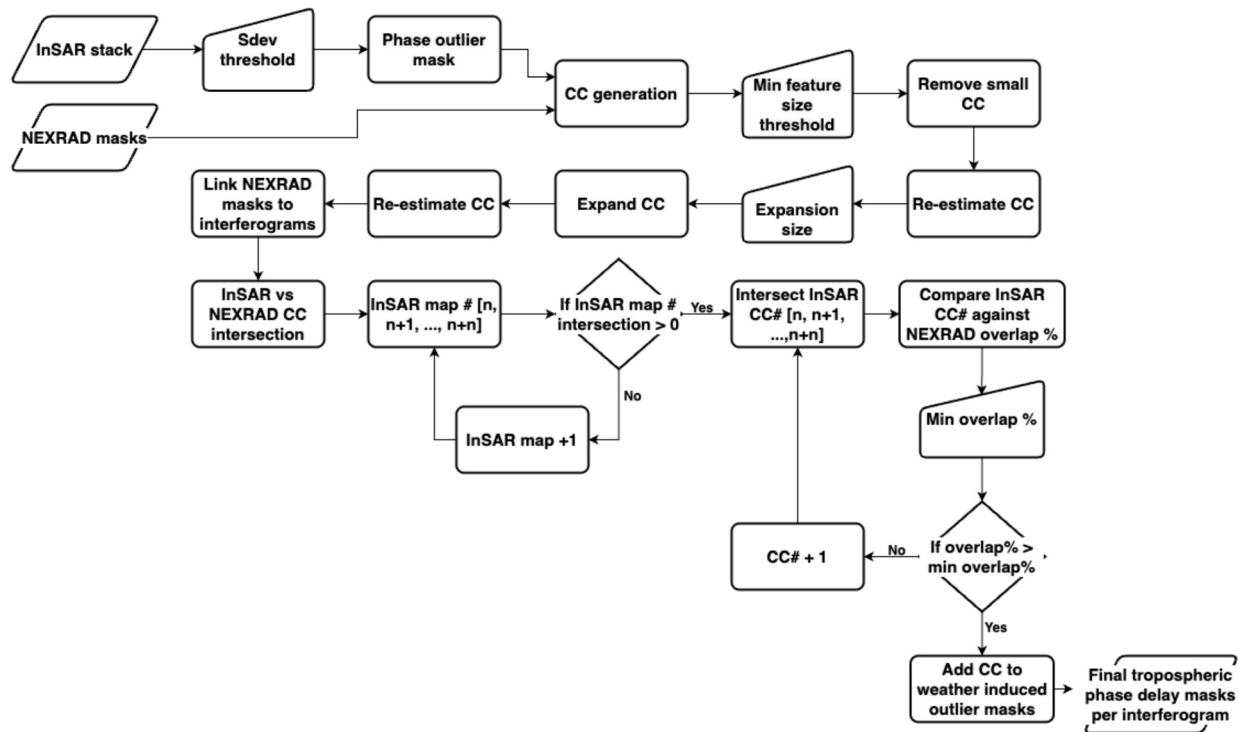 InSAR stack
Sdev
threshold
Phase outlier
mask
NEXRAD masks
CC generation
Min feature
size
threshold
Remove small
CC
Link NEXRAD
masks to
interferograms
Re-estimate CC
Expand CC
Expansion
size
Re-estimate CC
InSAR vs
NEXRAD CC
intersection
InSAR map # [n,
n+1, ..., n+n]
If InSAR map #
intersection > 0
Yes
No
InSAR map +1
Intersect InSAR
CC# [n, n+1,
...,n+n]
Compare InSAR
CC# against
NEXRAD overlap %
Min overlap %
If overlap% >
min overlap%
No
CC# + 1
Yes
Add CC to
weather induced
outlier masks
Final tropospheric
phase delay masks
per interferogram